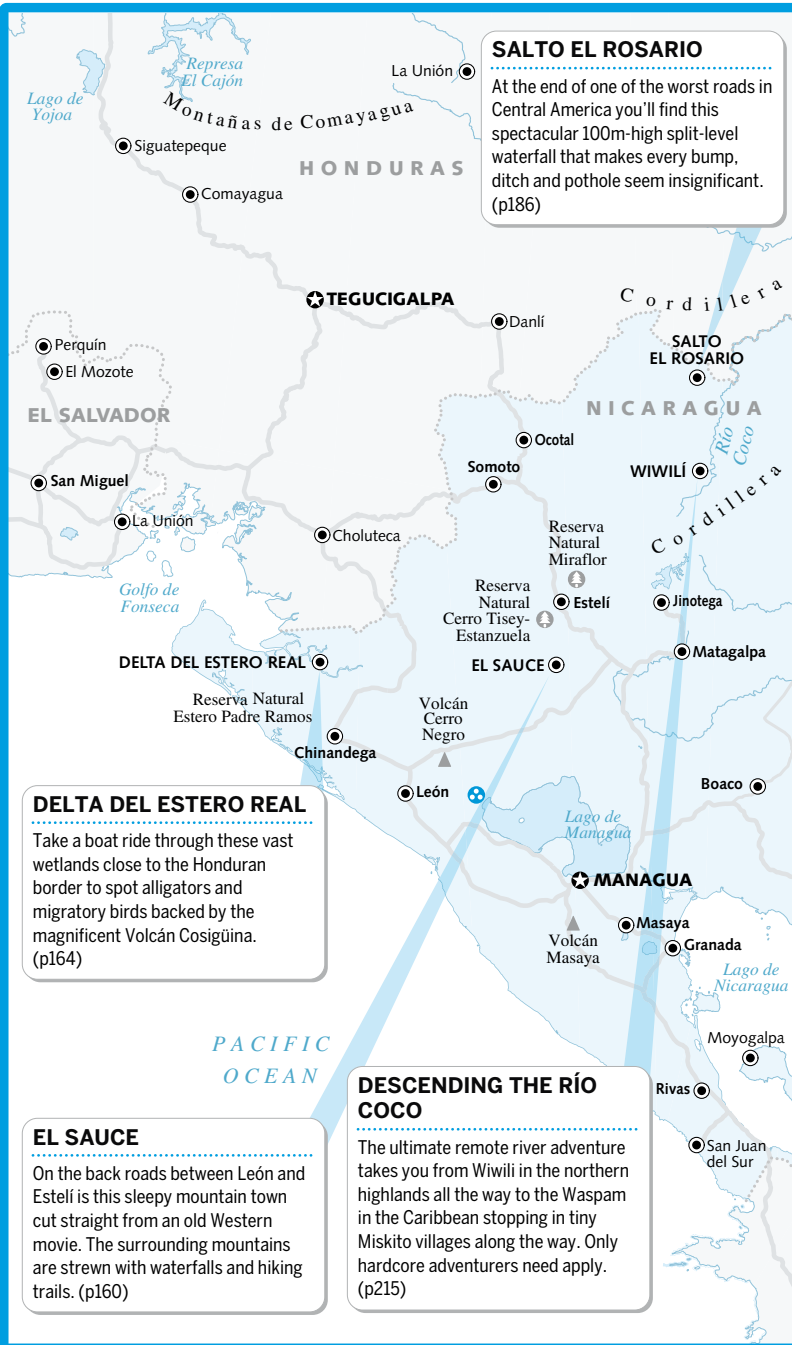 SALTO EL ROSARIO
At the end of one of the worst roads in
Central America you'll find this
spectacular 100m-high split-level
waterfall that makes every bump,
ditch and pothole seem insignificant.
(p186)
Represa
El Cajón
La Unión
Lago de
Yojoa
Montañas de Comayagua
Siguatepeque
HONDURAS
Comayagua
TEGUCIGALPA
Cordillera
Danlí
SALTO
EL ROSARIO
Perquín
El Mozote
EL SALVADOR
NICARAGUA
Río
Coco
Ocotal
Somoto
WIWILÍ
San Miguel
Cordillera
La Unión
Choluteca
Reserva
Natural
Miraflor
Golfo de
Fonseca
Reserva
Natural
Cerro Tisey-
Estanzuela
Estelí
Jinotega
DELTA DEL ESTERO REAL
EL SAUCE
Matagalpa
Reserva Natural
Estero Padre Ramos
Volcán
Cerro
Negro
Chinandega
León
Boaco
Lago de
Managua
DELTA DEL ESTERO REAL
Take a boat ride through these vast
wetlands close to the Honduran
border to spot alligators and
migratory birds backed by the
magnificent Volcán Cosigüina.
(p164)
MANAGUA
Masaya
Volcán
Masaya
Granada
Lago de
Nicaragua
Moyogalpa
PACIFIC
OCEAN
Rivas
San Juan
del Sur
EL SAUCE
On the back roads between León and
Estelí is this sleepy mountain town
cut straight from an old Western
movie. The surrounding mountains
are strewn with waterfalls and hiking
trails. (p160)
DESCENDING THE RÍO
COCO
The ultimate remote river adventure
takes you from Wiwili in the northern
highlands all the way to the Waspam
in the Caribbean stopping in tiny
Miskito villages along the way. Only
hardcore adventurers need apply.
(p215)